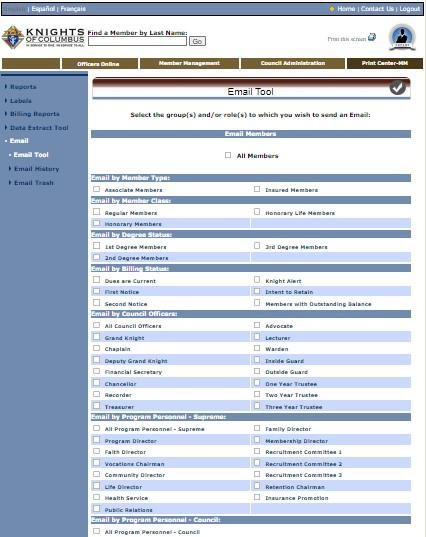 English | Español | Français
Home | Contact Us | Logout
KNIGHTS
OF COLUMBUS
IN SERVICE TO ONE. IN SERVICE TO ALL.
Find a Member by Last Name:
Go
Print this screen
Officers Online
Member Management
Council Administration
Print Center-MM
Reports
Labels
Billing Reports
Data Extract Tool
Email
Email Tool
Email History
Email Trash
Email Tool
Select the group(s) and/or role(s) to which you wish to send an Email:
Email Members
All Members
Email by Member Type:
Associate Members Insured Members
Email by Member Class:
Regular Members Honorary Life Members
Honorary Members
Email by Degree Status:
1st Degree Members 3rd Degree Members
2nd Degree Members
Email by Billing Status:
Dues are Current Knight Alert
First Notice Intent to Retain
Second Notice Members with Outstanding Balance
Email by Council Officers:
All Council Officers Advocate
Grand Knight Lecturer
Chaplain Warden
Deputy Grand Knight Inside Guard
Financial Secretary Outside Guard
Chancellor One Year Trustee
Recorder Two Year Trustee
Treasurer Three Year Trustee
Email by Program Personnel - Supreme:
All Program Personnel - Supreme Family Director
Program Director Membership Director
Faith Director Recruitment Committee 1
Vocations Chairman Recruitment Committee 2
Community Director Recruitment Committee 3
Life Director Retention Chairman
Health Service Insurance Promotion
Public Relations
Email by Program Personnel - Council:
All Program Personnel - Council